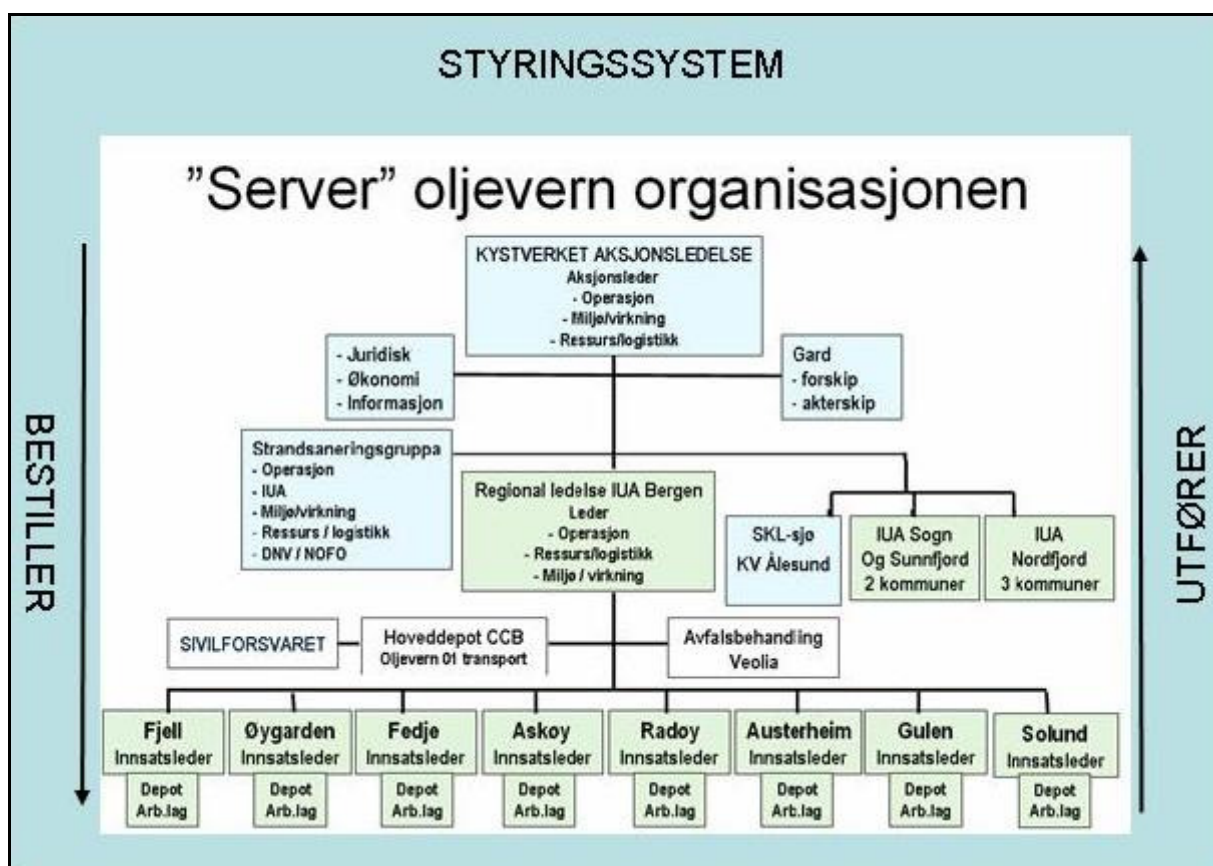 STYRINGSSYSTEM
"Server" oljevern organisasjonen
BESTILLER
UTFØRER
KYSTVERKET AKSJONSLEDELSE
Aksjonsleder
- Operasjon
- Miljø/virkning
- Ressurs/logistikk
- Juridisk
- Økonomi
- Informasjon
Gard
- forskip
- akterskip
Strandsaneringsgruppa
- Operasjon
- IUA
- Miljø/virkning
- Ressurs / logistikk
- DNV / NOFO
Regional ledelse IUA Bergen
Leder
- Operasjon
- Ressurs/logistikk
- Miljø / virkning
SKL-sjø
KV Ålesund
IUA Sogn
Og Sunnfjord
2 kommuner
IUA
Nordfjord
3 kommuner
SIVILFORSVARET
Hoveddepot CCB
Oljevern 01 transport
Avfalsbehandling
Veolia
Fjell
Innsatsleder
Depot
Arb.lag
Øygarden
Innsatsleder
Depot
Arb.lag
Fedje
Innsatsleder
Depot
Arb.lag
Askøy
Innsatsleder
Depot
Arb.lag
Radøy
Innsatsleder
Depot
Arb.lag
Austerheim
Innsatsleder
Depot
Arb.lag
Gulen
Innsatsleder
Depot
Arb.lag
Solund
Innsatsleder
Depot
Arb.lag